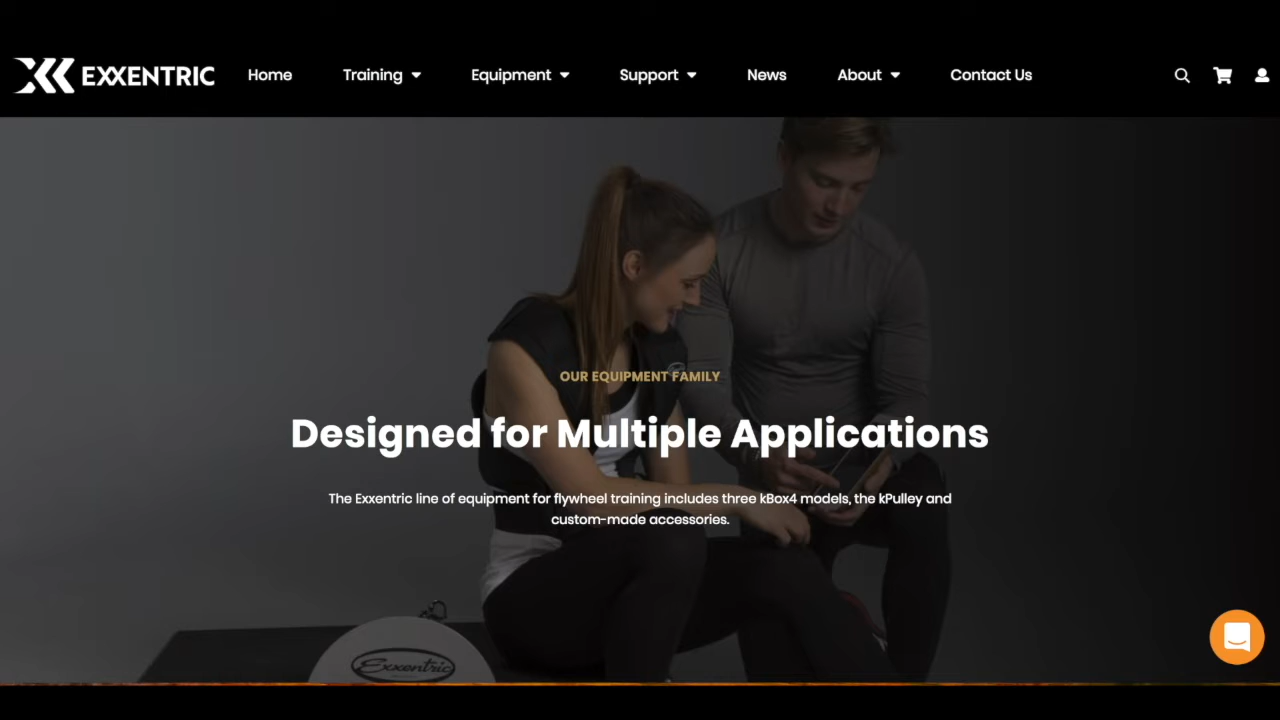 EXXENTRIC
Home
Training
Equipment
Support
News
About
Contact Us
OUR EQUIPMENT FAMILY
Designed for Multiple Applications
The Exxentric line of equipment for flywheel training includes three kBox4 models, the kPulley and
custom-made accessories.
Exxentric